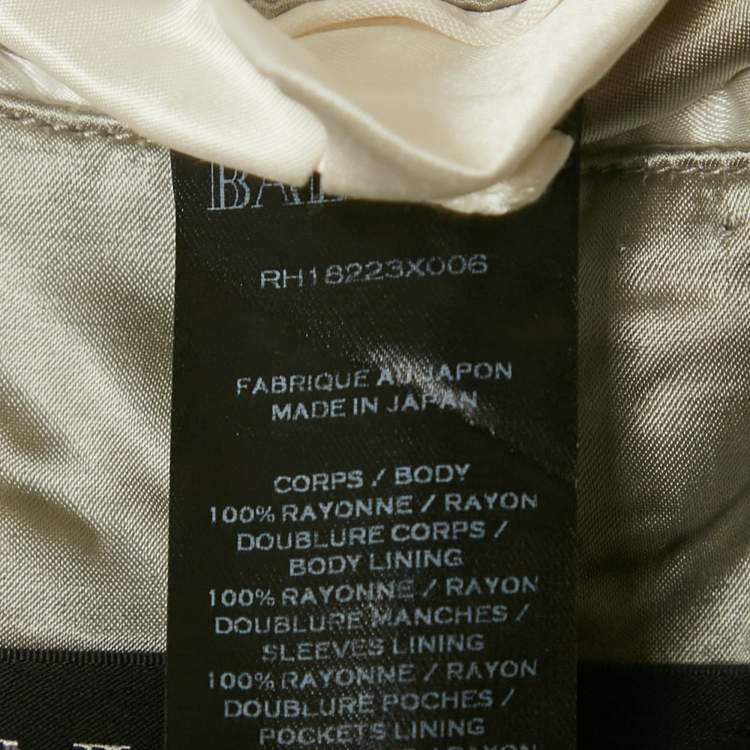 BAL
RH18223X006
FABRIQUE AU JAPON
MADE IN JAPAN
CORPS / BODY
100% RAYONNE / RAYON
DOUBLURE CORPS /
BODY LINING
100% RAYONNE / RAYON
DOUBLURE MANCHES /
SLEEVES LINING
100% RAYONNE / RAYON
DOUBLURE POCHES /
POCKETS LINING